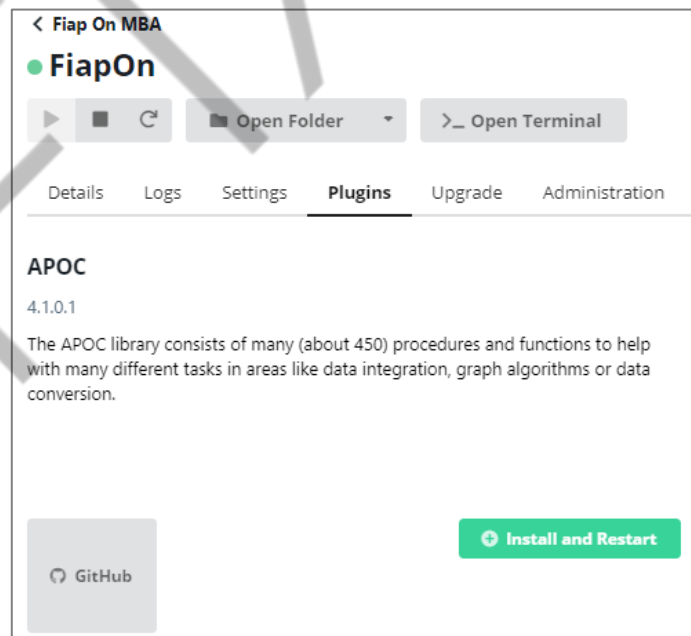 Fiap On MBA
FiapOn
Open Folder
>_ Open Terminal
Details Logs Settings Plugins Upgrade Administration
APOC
4.1.0.1
The APOC library consists of many (about 450) procedures and functions to help
with many different tasks in areas like data integration, graph algorithms or data
conversion.
Install and Restart
GitHub